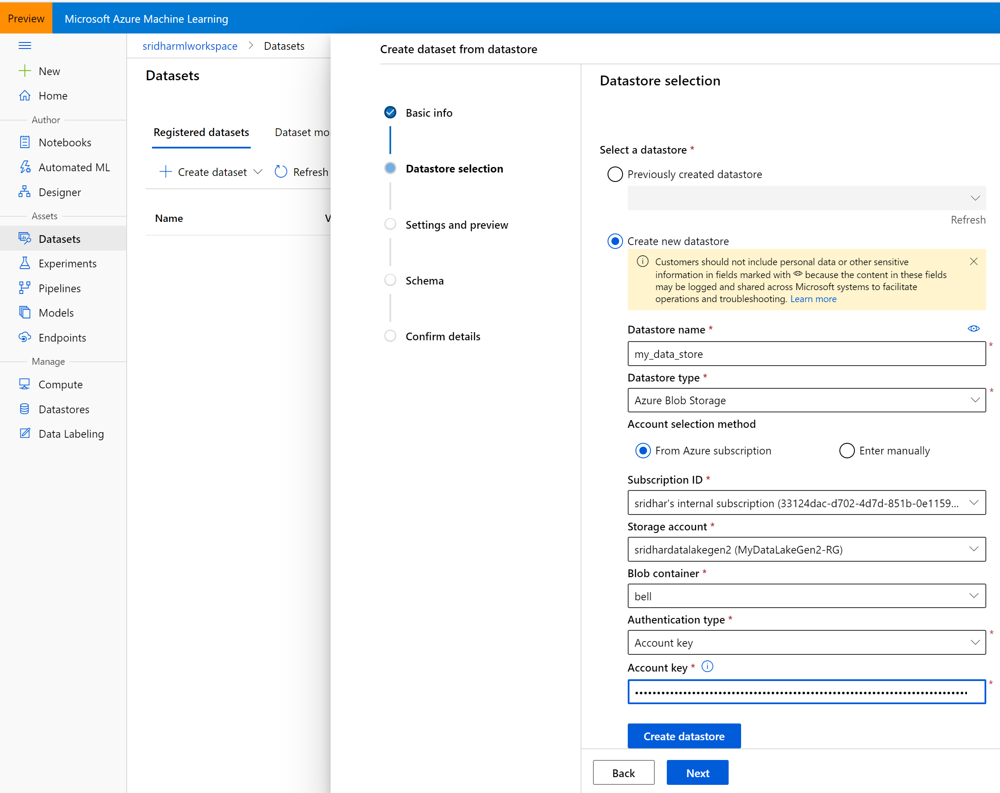 Preview
Microsoft Azure Machine Learning
New
Home
Author
Notebooks
Automated ML
Designer
Assets
Datasets
Experiments
Pipelines
Models
Endpoints
Manage
Compute
Datastores
Data Labeling
sridharmlworkspace > Datasets
Datasets
Registered datasets
Dataset mo
Create dataset
Refresh
Name
V
Create dataset from datastore
Basic info
Datastore selection
Settings and preview
Schema
Confirm details
Datastore selection
Select a datastore *
Previously created datastore
Refresh
Create new datastore
Customers should not include personal data or other sensitive
information in fields marked with because the content in these fields
may be logged and shared across Microsoft systems to facilitate
operations and troubleshooting. Learn more
Datastore name *
my_data_store
*
Datastore type *
Azure Blob Storage
*
Account selection method
From Azure subscription
Enter manually
Subscription ID *
sridhar's internal subscription (33124dac-d702-4d7d-851b-0e1159...
Storage account *
sridhardatalakegen2 (MyDataLakeGen2-RG)
Blob container *
bell
Authentication type *
Account key
*
Account key *
*
Create datastore
Back
Next